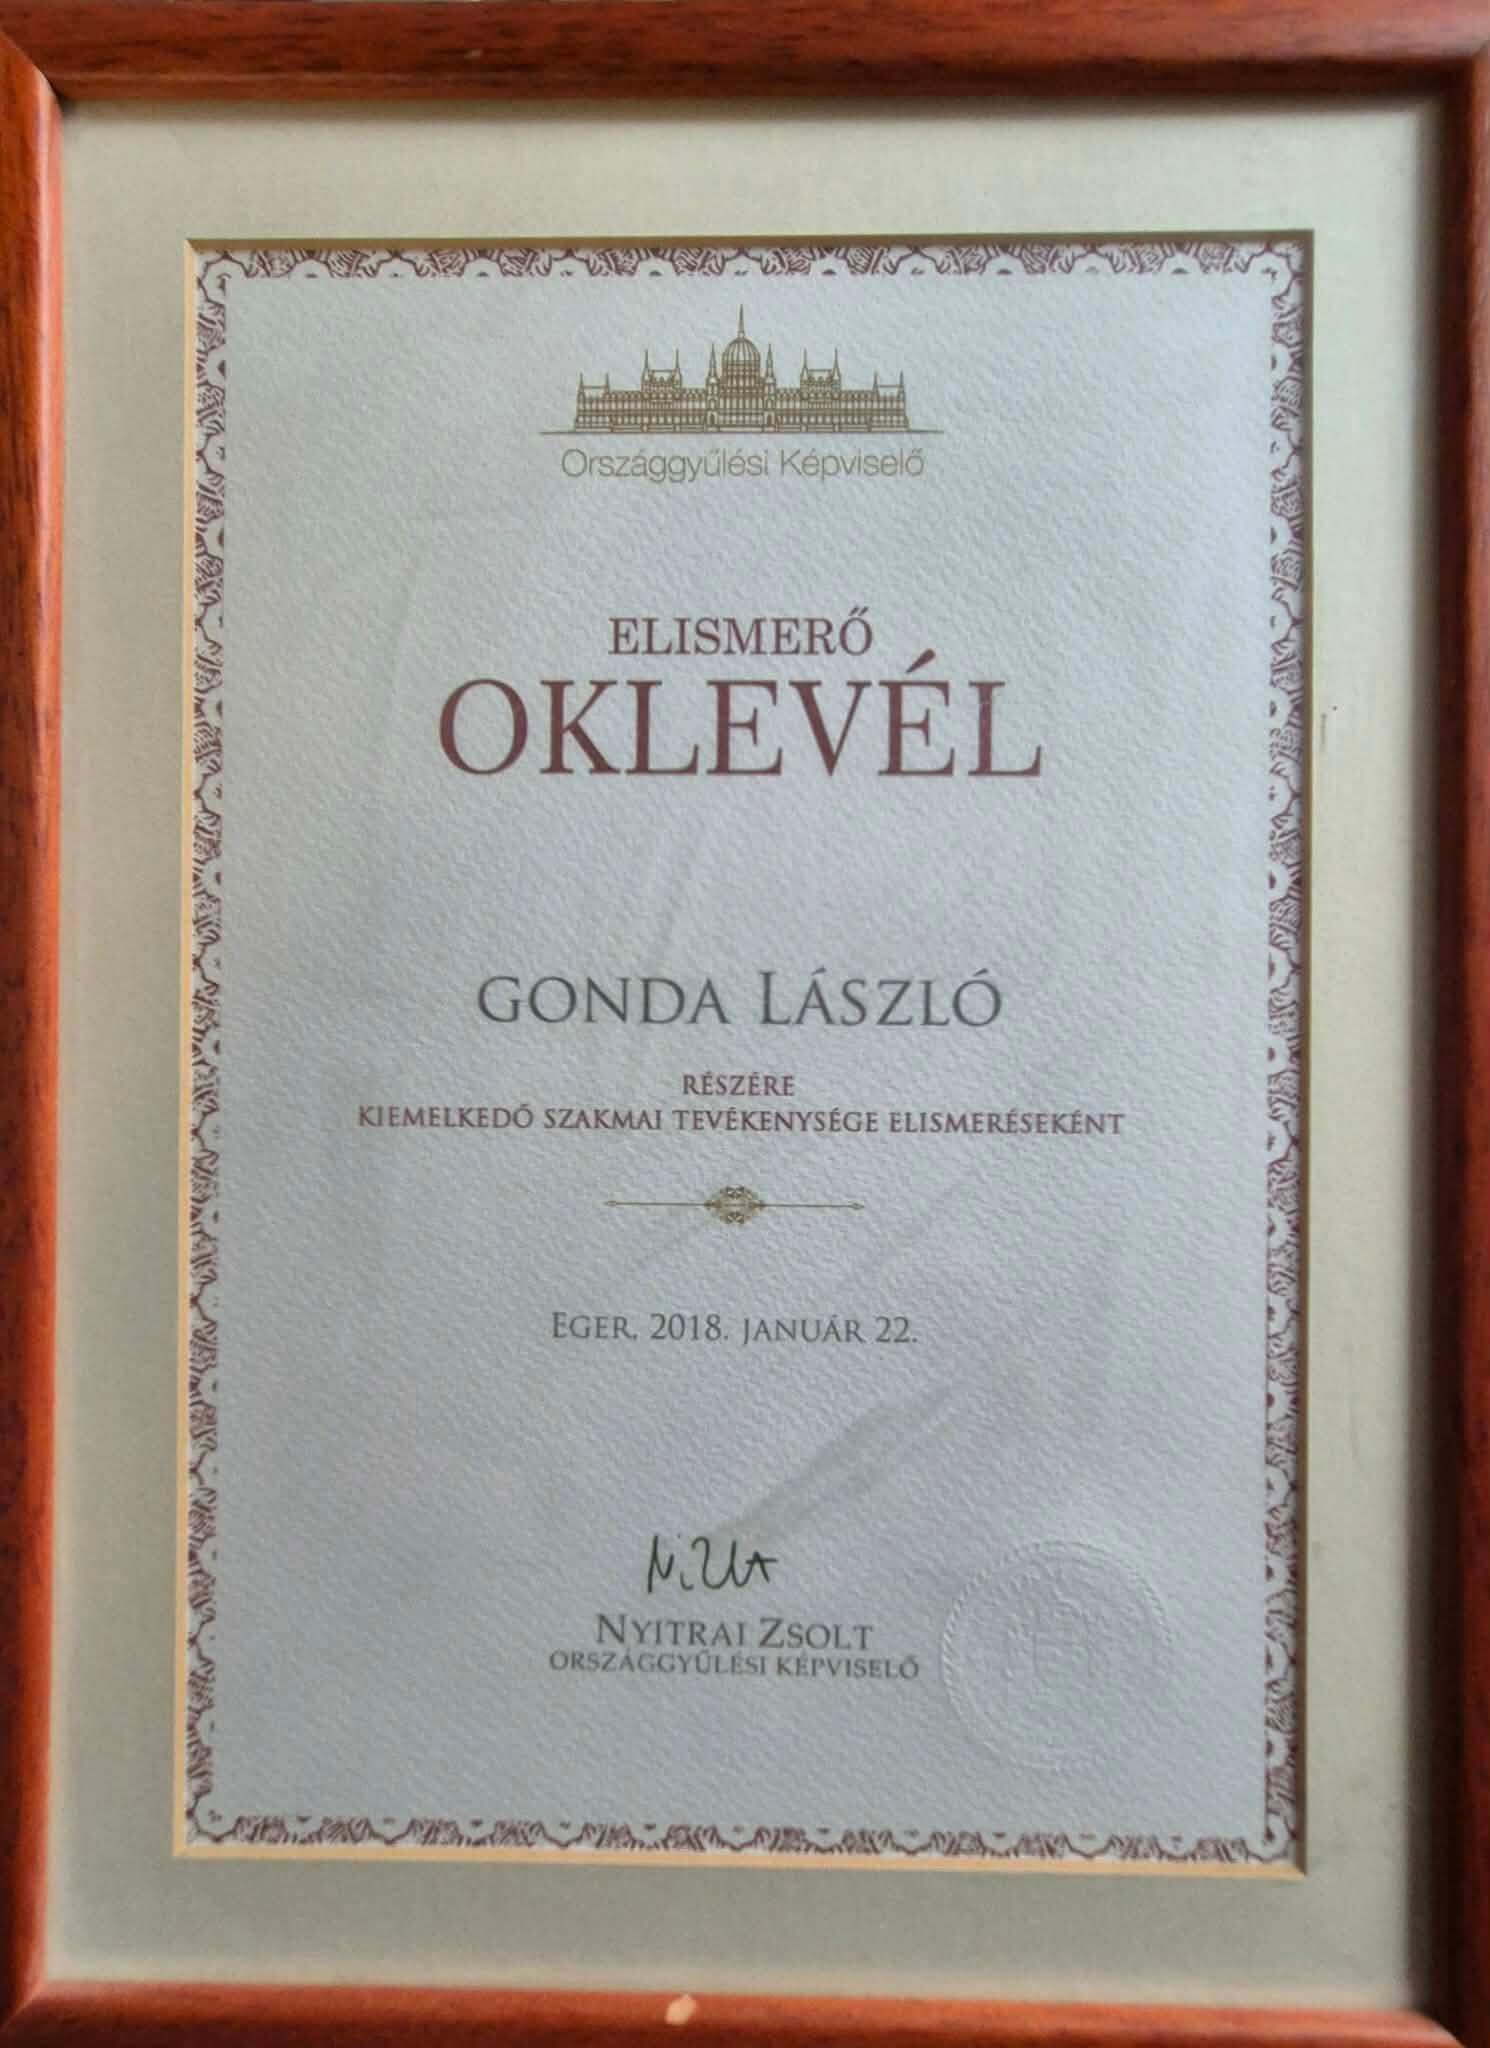 Országgyűlési Képviselő
ELISMERŐ
OKLEVÉL
GONDA LÁSZLÓ
RÉSZÉRE
KIEMELKEDŐ SZAKMAI TEVÉKENYSÉGE ELISMERÉSEKÉNT
EGER, 2018. JANUÁR 22.
NYITRAI ZSOLT
ORSZÁGGYŰLÉSI KÉPVISELŐ